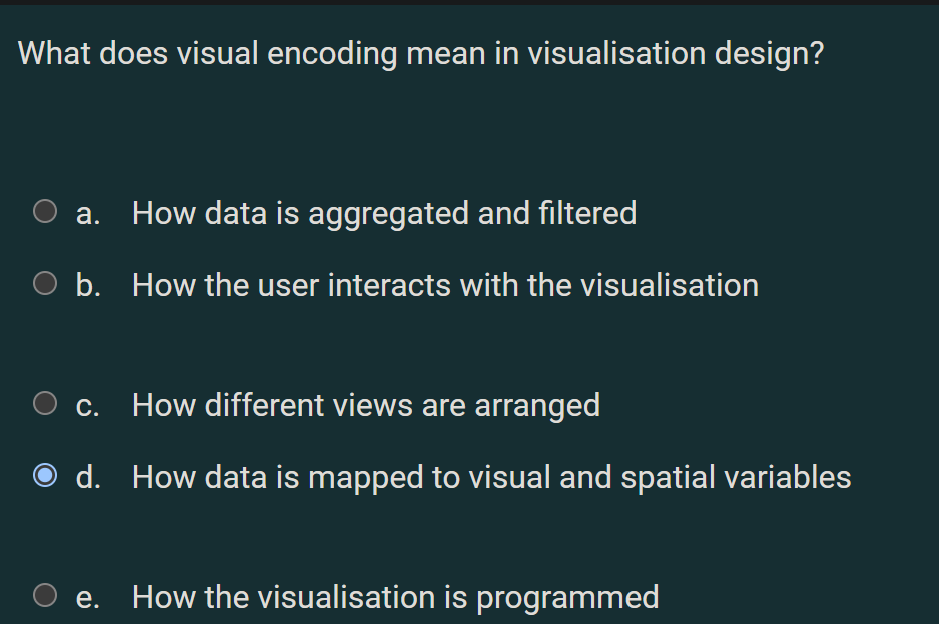 What does visual encoding mean in visualisation design?
a. How data is aggregated and filtered
b. How the user interacts with the visualisation
c. How different views are arranged
d. How data is mapped to visual and spatial variables
e. How the visualisation is programmed